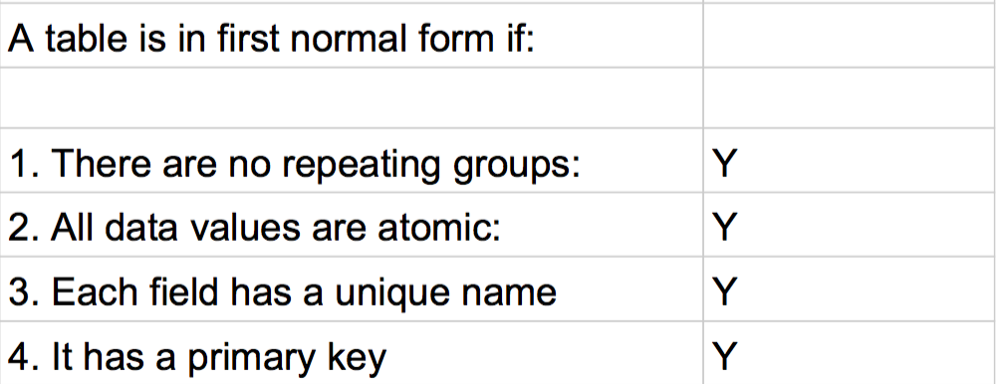 A table is in first normal form if:
1. There are no repeating groups: Y
2. All data values are atomic: Y
3. Each field has a unique name Y
4. It has a primary key Y